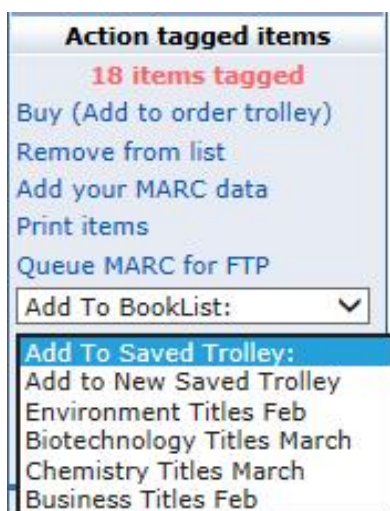 Action tagged items
18 items tagged
Buy (Add to order trolley)
Remove from list
Add your MARC data
Print items
Queue MARC for FTP
Add To BookList:
Add To Saved Trolley:
Add to New Saved Trolley
Environment Titles Feb
Biotechnology Titles March
Chemistry Titles March
Business Titles Feb